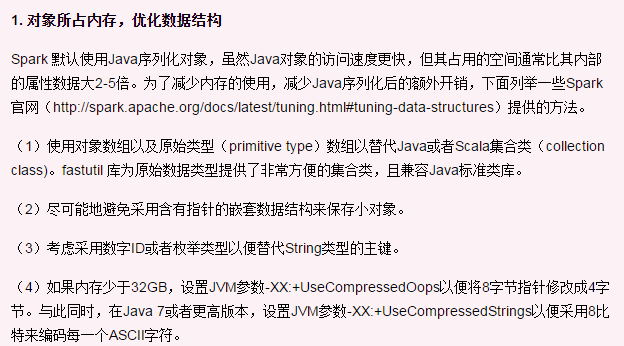 1. 对象所占内存，优化数据结构
Spark 默认使用Java序列化对象，虽然Java对象的访问速度更快，但其占用的空间通常比其内部
的属性数据大2-5倍。为了减少内存的使用，减少Java序列化后的额外开销，下面列举一些Spark
官网（http://spark.apache.org/docs/latest/tuning.html#tuning-data-structures）提供的方法。
（1）使用对象数组以及原始类型（primitive type）数组以替代Java或者Scala集合类（collection
class)。fastutil 库为原始数据类型提供了非常方便的集合类，且兼容Java标准类库。
（2）尽可能地避免采用含有指针的嵌套数据结构来保存小对象。
（3）考虑采用数字ID或者枚举类型以便替代String类型的主键。
（4）如果内存少于32GB，设置JVM参数-XX:+UseCompressedOops以便将8字节指针修改成4字
节。与此同时，在Java 7或者更高版本，设置JVM参数-XX:+UseCompressedStrings以便采用8比
特来编码每一个ASCII字符。